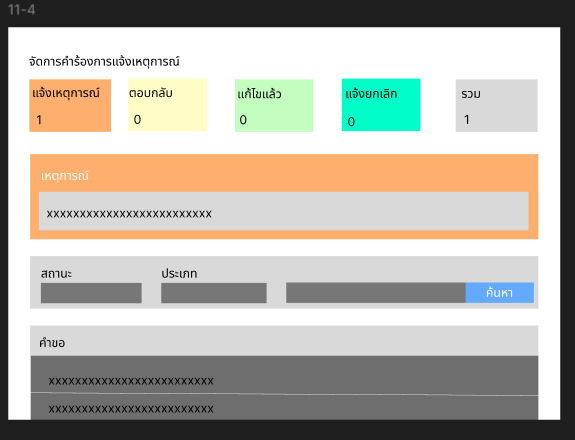 11-4
จัดการคำร้องการแจ้งเหตุการณ์
แจ้งเหตุการณ์ ตอบกลับ แก้ไขแล้ว แจ้งยกเลิก รวม
1 0 0 0 1
เหตุการณ์
xxxxxxxxxxxxxxxxxxxxxxxxx
สถานะ ประเภท
ค้นหา
คำขอ
xxxxxxxxxxxxxxxxxxxxxxxxx
xxxxxxxxxxxxxxxxxxxxxxxxx